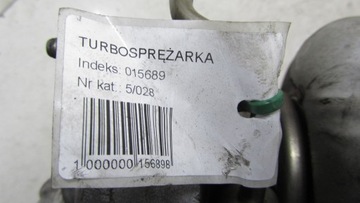 TURBOSPRĘŻARKA
Indeks: 015689
Nr kat.: 5/028
1 000000 156898